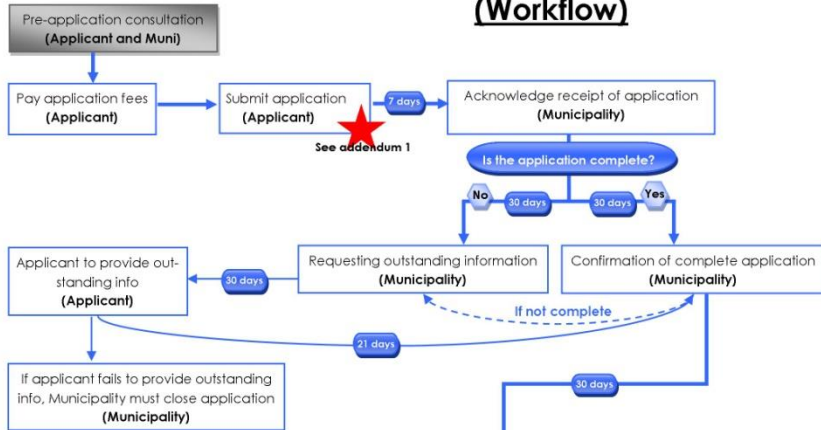 (Workflow)
Pre-application consultation
(Applicant and Muni)
Pay application fees
(Applicant)
Submit application
(Applicant)
7 days
Acknowledge receipt of application
(Municipality)
See addendum 1
Is the application complete?
No
30 days
30 days
Yes
Applicant to provide out-
standing info
(Applicant)
30 days
Requesting outstanding information
(Municipality)
Confirmation of complete application
(Municipality)
If not complete
21 days
If applicant fails to provide outstanding
info, Municipality must close application
(Municipality)
30 days